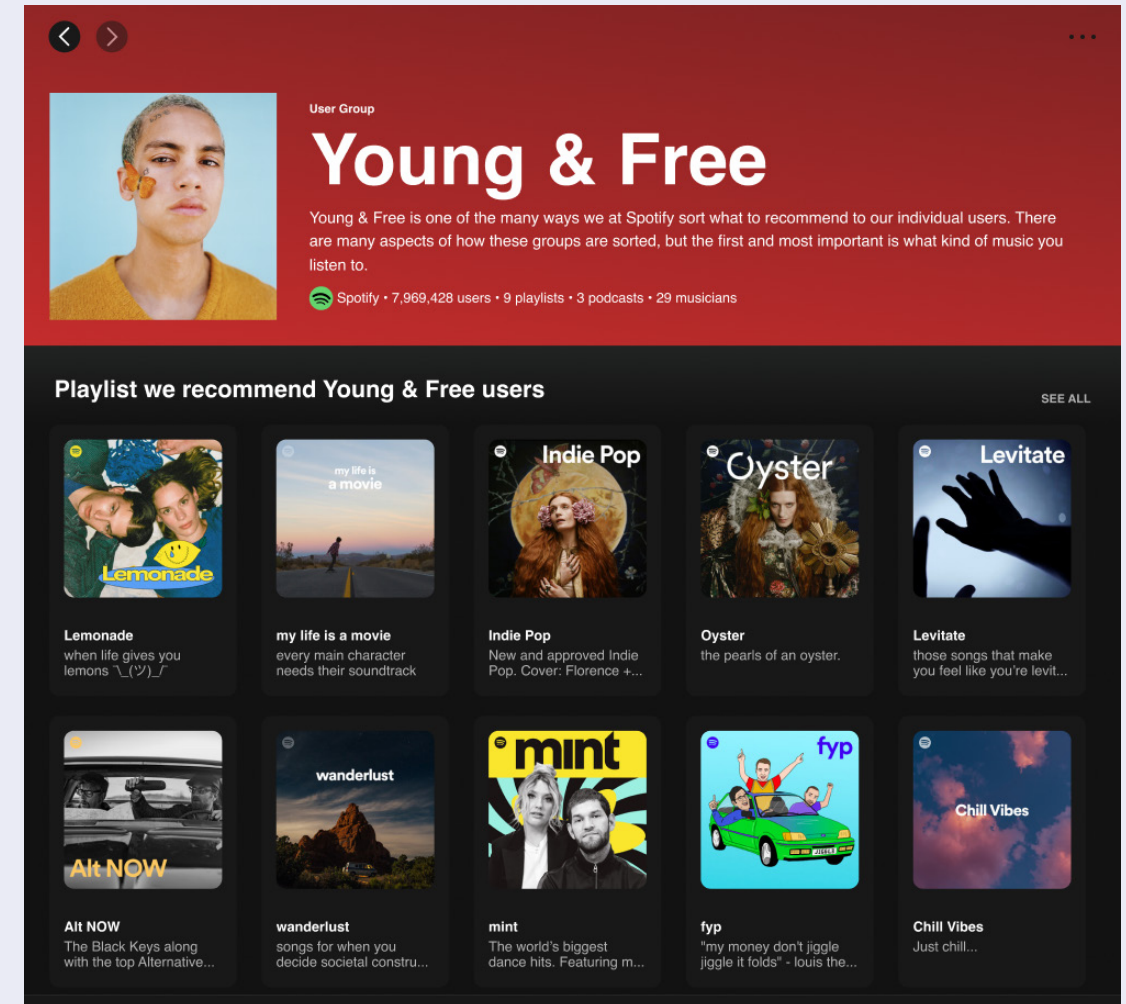 User Group
Young & Free
Young & Free is one of the many ways we at Spotify sort what to recommend to our individual users. There
are many aspects of how these groups are sorted, but the first and most important is what kind of music you
listen to.
Spotify • 7,969,428 users • 9 playlists • 3 podcasts • 29 musicians
Playlist we recommend Young & Free users
SEE ALL
Lemonade
my life is
a movie
Indie Pop
Oyster
Levitate
Lemonade
when life gives you
lemons ¯\_(ツ)_/¯
my life is a movie
every main character
needs their soundtrack
Indie Pop
New and approved Indie
Pop. Cover: Florence +...
Oyster
the pearls of an oyster.
Levitate
those songs that make
you feel like you're levit...
Alt NOW
wanderlust
mint
fyp
Chill Vibes
Alt NOW
The Black Keys along
with the top Alternative...
wanderlust
songs for when you
decide societal constru...
mint
The world's biggest
dance hits. Featuring m...
fyp
"my money don't jiggle
jiggle it folds" - louis the...
Chill Vibes
Just chill...